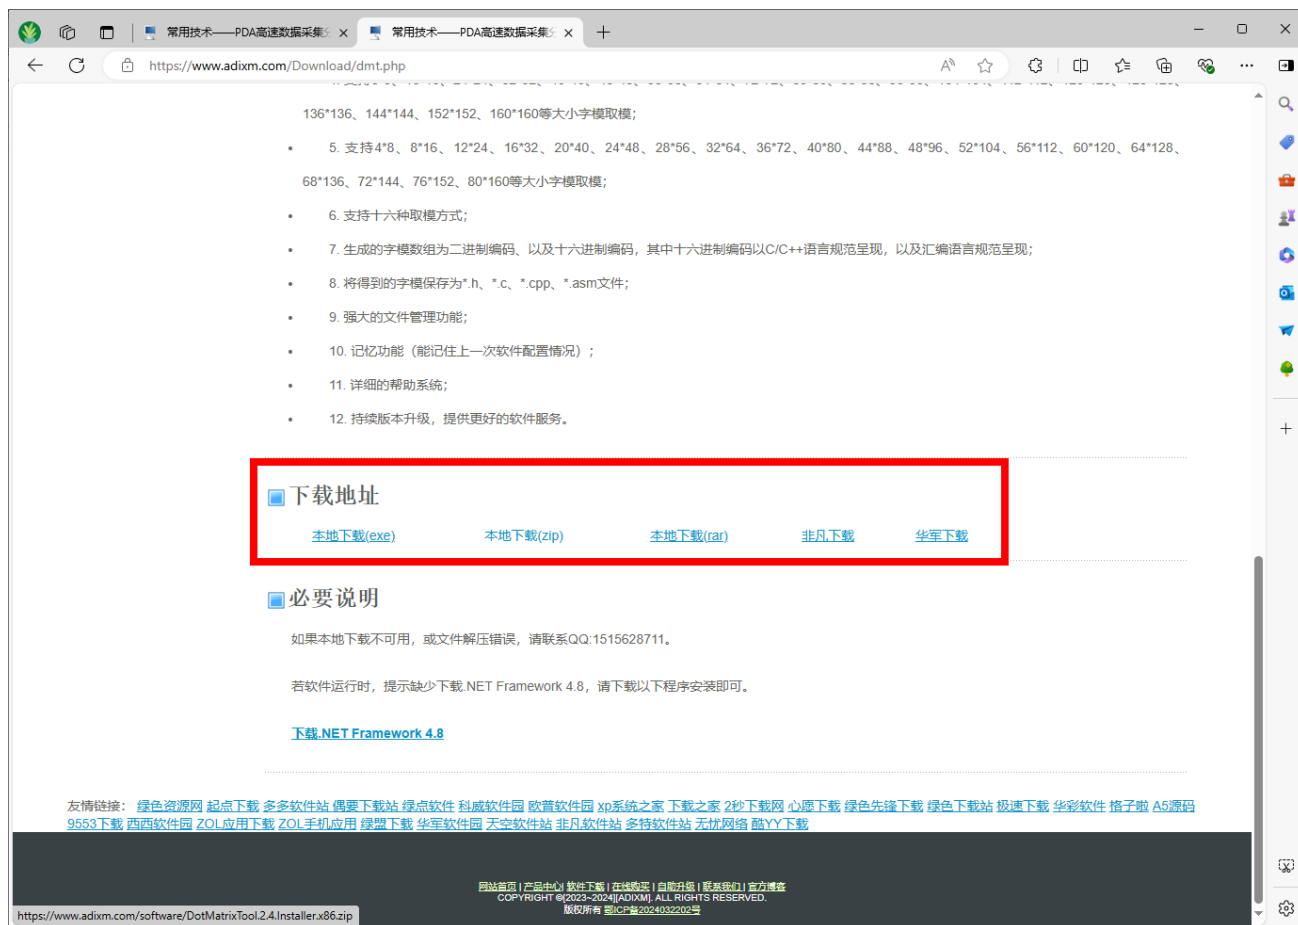 常用技术——PDA高速数据采集
常用技术——PDA高速数据采集
https://www.adixm.com/Download/dmt.php
136*136、144*144、152*152、160*160等大小字模取模；
5. 支持4*8、8*16、12*24、16*32、20*40、24*48、28*56、32*64、36*72、40*80、44*88、48*96、52*104、56*112、60*120、64*128、
68*136、72*144、76*152、80*160等大小字模取模；
6. 支持十六种取模方式；
7. 生成的字模数组为二进制编码、以及十六进制编码，其中十六进制编码以C/C++语言规范呈现，以及汇编语言规范呈现；
8. 将得到的字模保存为*.h、*.c、*.cpp、*.asm文件；
9. 强大的文件管理功能；
10. 记忆功能（能记住上一次软件配置情况）；
11. 详细的帮助系统；
12. 持续版本升级，提供更好的软件服务。
下载地址
本地下载(exe) 本地下载(zip) 本地下载(rar) 非凡下载 华军下载
必要说明
如果本地下载不可用，或文件解压错误，请联系QQ:1515628711。
若软件运行时，提示缺少下载.NET Framework 4.8，请下载以下程序安装即可。
下载.NET Framework 4.8
友情链接： 绿色资源网 起点下载 多多软件站 偶要下载站 绿点软件 科威软件园 欧普软件园 xp系统之家 下载之家 2秒下载网 心愿下载 绿色先锋下载 绿色下载站 极速下载 华彩软件 格子啦 A5源码
9553下载 西西软件园 ZOL应用下载 ZOL手机应用 绿盟下载 华军软件园 天空软件站 非凡软件站 多特软件站 无忧网络 酷YY下载
网站首页 | 产品中心| 软件下载 | 在线购买 | 自助升级 | 联系我们 | 官方博客
COPYRIGHT ©[2023~2024][ADIXM]. ALL RIGHTS RESERVED.
版权所有 鄂ICP备2024032202号
https://www.adixm.com/software/DotMatrixTool.2.4.Installer.x86.zip